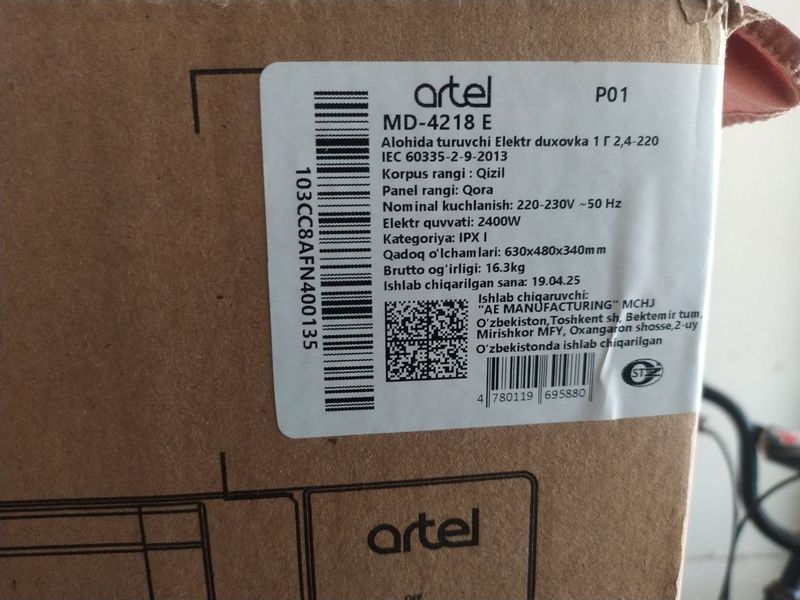 artel
P01
MD-4218 E
Alohida turuvchi Elektr duxovka 1 Г 2,4-220
IEC 60335-2-9-2013
Korpus rangi : Qizil
Panel rangi: Qora
Nominal kuchlanish: 220-230V ~50 Hz
Elektr quvvati: 2400W
Kategoriya: IPX I
Qadoq o'lchamlari: 630x480x340mm
Brutto og'irligi: 16.3kg
Ishlab chiqarilgan sana: 19.04.25
Ishlab chiqaruvchi:
"AE MANUFACTURING" MCHJ
O'zbekiston,Toshkent sh, Bektemir tum,
Mirishkor MFY, Oxangaron shosse,2-uy
O'zbekistonda ishlab chiqarilgan
103CC8AFN400135
4 780119 695880
ST
artel
OFF